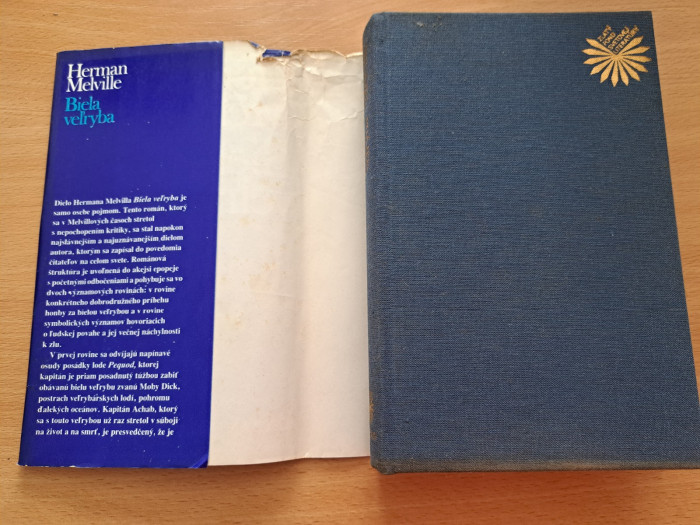 Herman
Melville
Biela
veľryba
Dielo Hermana Melvilla Biela veľryba je
samo osebe pojmom. Tento román, ktorý
sa v Melvillových časoch stretol
s nepochopením kritiky, sa stal napokon
najslávnejším a najuznávanejším dielom
autora, ktorým sa zapísal do povedomia
čitateľov na celom svete. Románová
štruktúra je uvoľnená do akejsi epopeje
s početnými odbočeniami a pohybuje sa vo
dvoch významových rovinách: v rovine
konkrétneho dobrodružného príbehu
honby za bielou veľrybou a v rovine
symbolických významov hovoriacich
o ľudskej povahe a jej večnej náchylnosti
k zlu.
V prvej rovine sa odvíjajú napínavé
osudy posádky lode Pequod, ktorej
kapitán je priam posadnutý túžbou zabiť
obávanú bielu veľrybu zvanú Moby Dick,
postrach veľrybárskych lodí, pohromu
ďalekých oceánov. Kapitán Achab, ktorý
sa s touto veľrybou už raz stretol v súboji
na život a na smrť, je presvedčený, že je
ZLATÝ
FOND
SVETOVEJ
LITERATÚRY